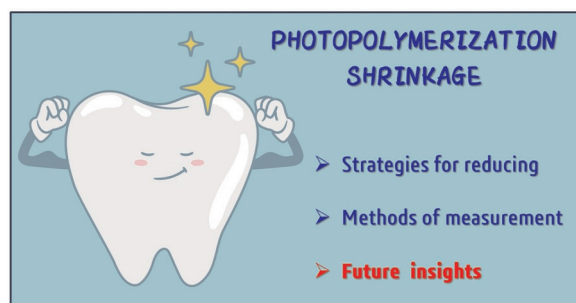 PHOTOPOLYMERIZATION
SHRINKAGE
➢ Strategies for reducing
➢ Methods of measurement
➢ Future insights